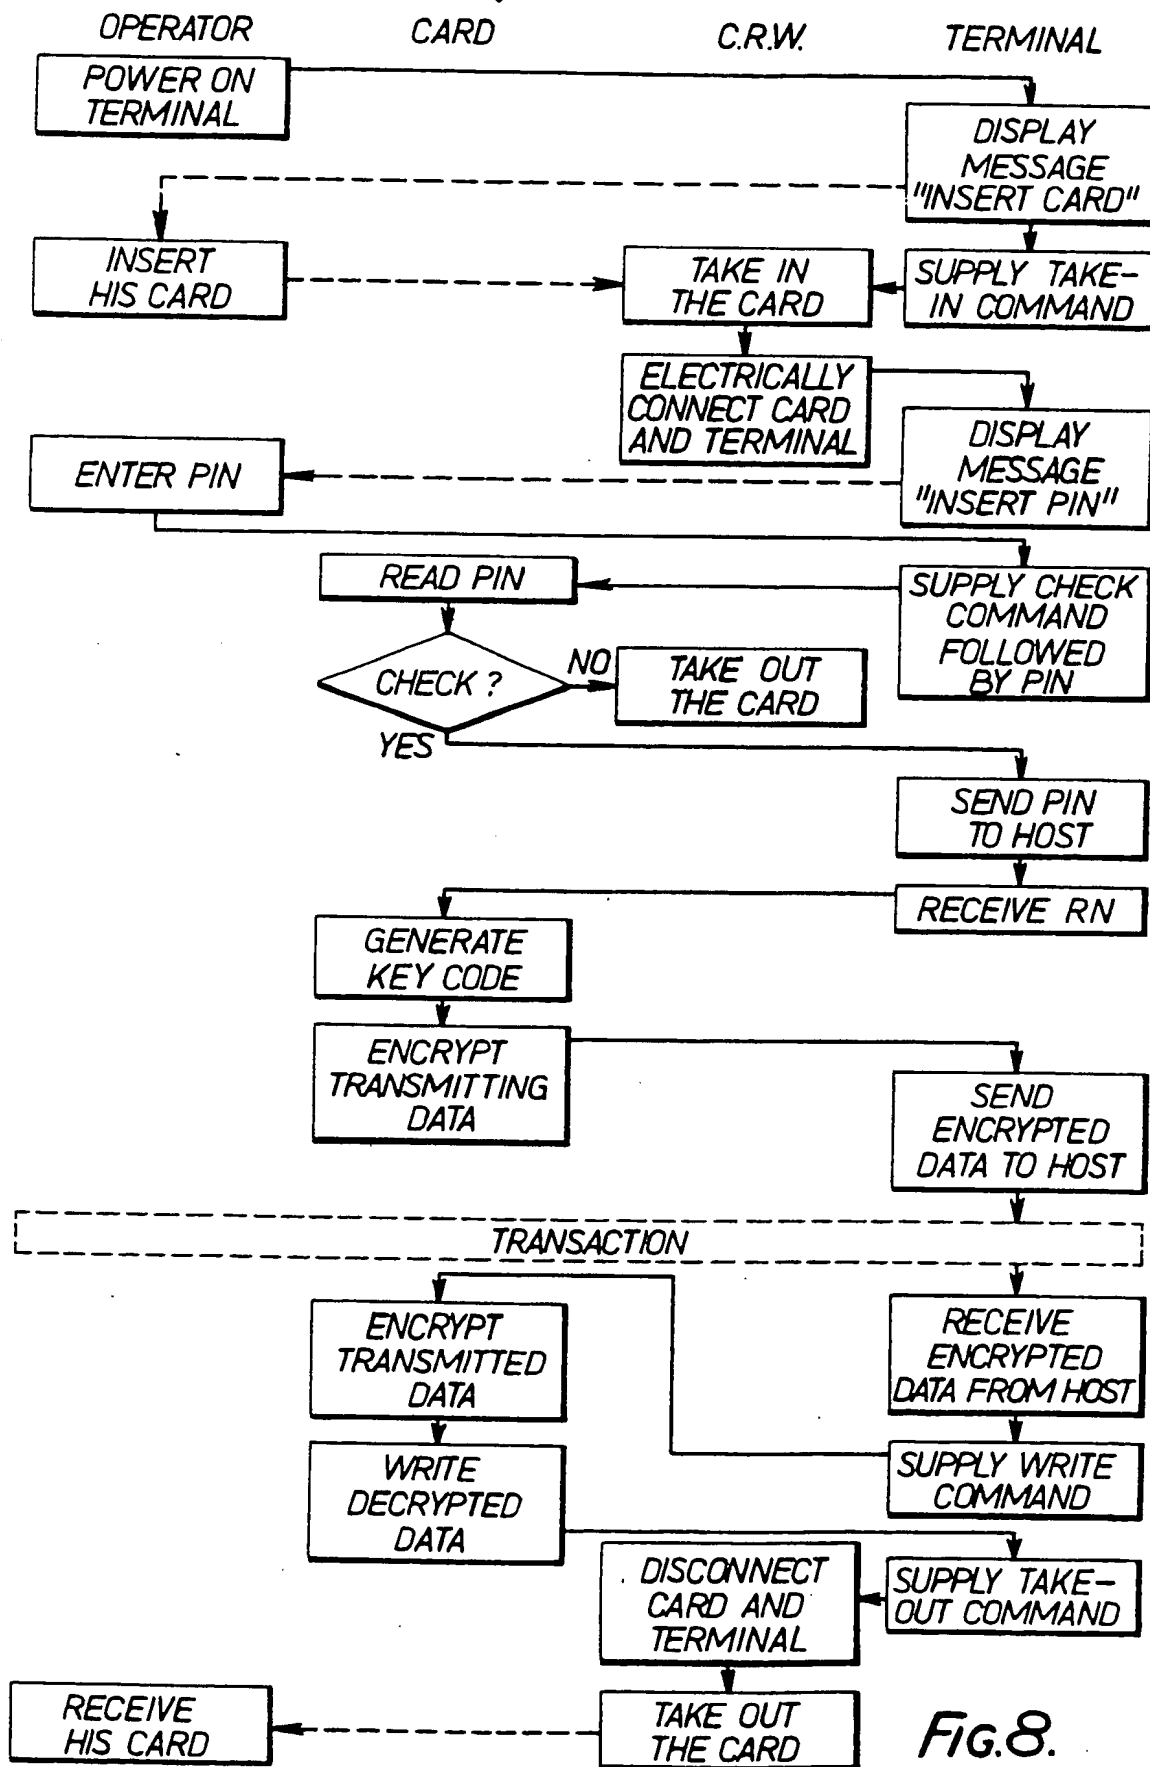 OPERATOR CARD C.R.W. TERMINAL
POWER ON
TERMINAL
DISPLAY
MESSAGE
"INSERT CARD"
INSERT
HIS CARD
TAKE IN
THE CARD
SUPPLY TAKE-
IN COMMAND
ELECTRICALLY
CONNECT CARD
AND TERMINAL
DISPLAY
MESSAGE
"INSERT PIN"
ENTER PIN
READ PIN
SUPPLY CHECK
COMMAND
FOLLOWED
BY PIN
CHECK ?
NO
TAKE OUT
THE CARD
YES
SEND PIN
TO HOST
RECEIVE RN
GENERATE
KEY CODE
ENCRYPT
TRANSMITTING
DATA
SEND
ENCRYPTED
DATA TO HOST
TRANSACTION
ENCRYPT
TRANSMITTED
DATA
RECEIVE
ENCRYPTED
DATA FROM HOST
WRITE
DECRYPTED
DATA
SUPPLY WRITE
COMMAND
DISCONNECT
CARD AND
TERMINAL
SUPPLY TAKE-
OUT COMMAND
RECEIVE
HIS CARD
TAKE OUT
THE CARD
FIG.8.